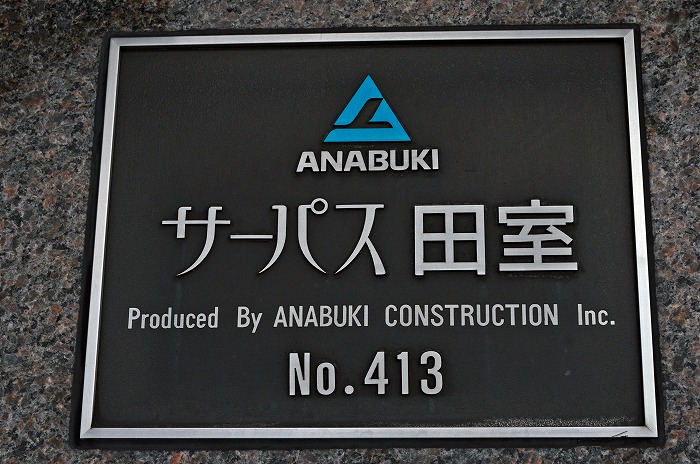 ANABUKI
サーパス田室
Produced By ANABUKI CONSTRUCTION Inc.
No.413